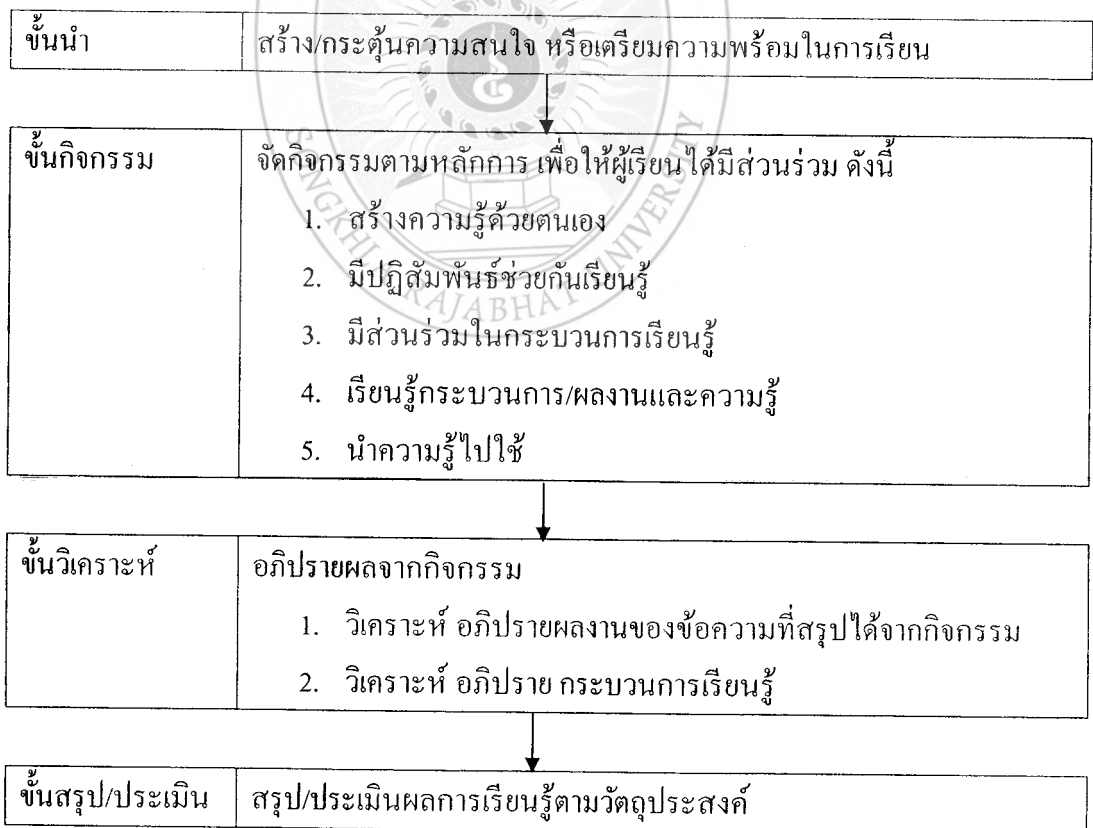 ขั้นนำ สร้าง/กระตุ้นความสนใจ หรือเตรียมความพร้อมในการเรียน
ขั้นกิจกรรม จัดกิจกรรมตามหลักการ เพื่อให้ผู้เรียนได้มีส่วนร่วม ดังนี้
1. สร้างความรู้ด้วยตนเอง
2. มีปฏิสัมพันธ์ช่วยกันเรียนรู้
3. มีส่วนร่วมในกระบวนการเรียนรู้
4. เรียนรู้กระบวนการ/ผลงานและความรู้
5. นำความรู้ไปใช้
SONGKHLA RAJABHAT UNIVERSITY
ขั้นวิเคราะห์ อภิปรายผลจากกิจกรรม
1. วิเคราะห์ อภิปรายผลงานของข้อความที่สรุปได้จากกิจกรรม
2. วิเคราะห์ อภิปราย กระบวนการเรียนรู้
ขั้นสรุป/ประเมิน สรุป/ประเมินผลการเรียนรู้ตามวัตถุประสงค์